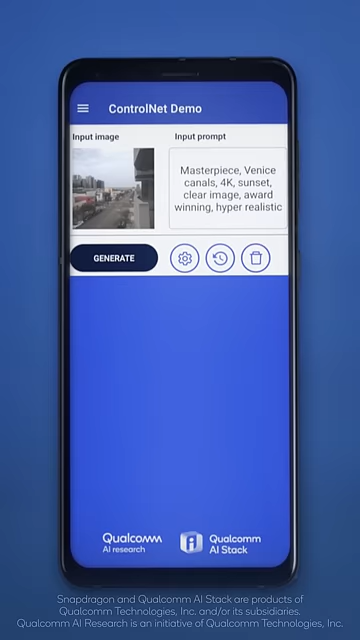 ControlNet Demo
Input image
Input prompt
Masterpiece, Venice
canals, 4K, sunset,
clear image, award
winning, hyper realistic
GENERATE
Qualcomm
AI research
Qualcomm
AI Stack
Snapdragon and Qualcomm AI Stack are products of
Qualcomm Technologies, Inc. and/or its subsidiaries.
Qualcomm AI Research is an initiative of Qualcomm Technologies, Inc.